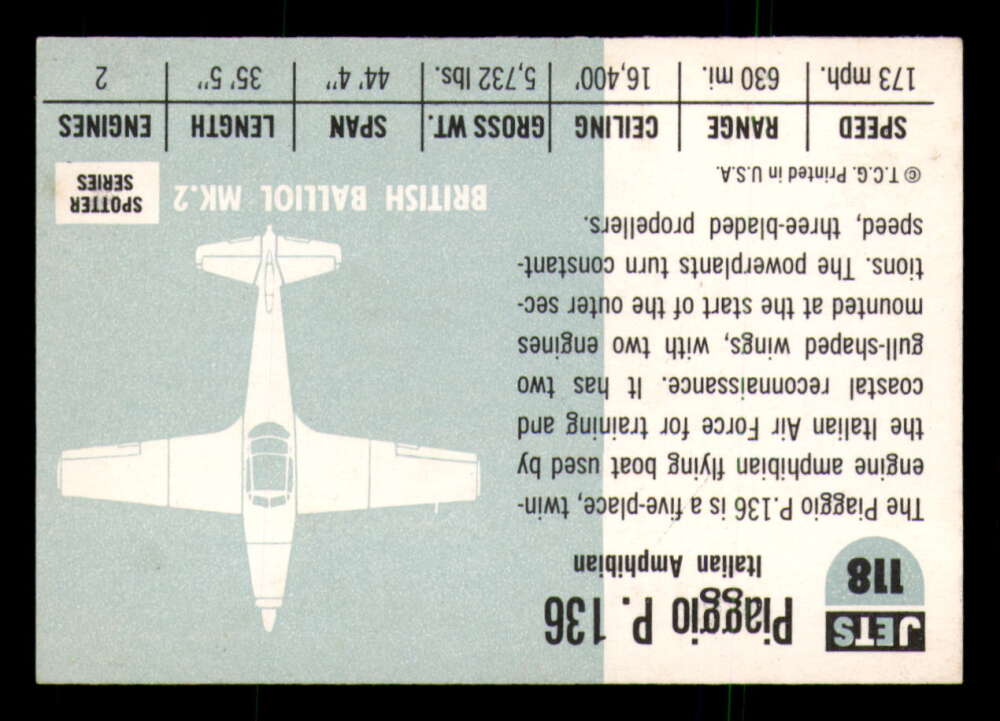 JETS
118
Piaggio P. 136
Italian Amphibian
The Piaggio P.136 is a five-place, twin-
engine amphibian flying boat used by
the Italian Air Force for training and
coastal reconnaissance. It has two
gull-shaped wings, with two engines
mounted at the start of the outer sec-
tions. The powerplants turn constant-
speed, three-bladed propellers.
© T.C.G. Printed in U.S.A.
BRITISH BALLIOL MK.2
SPOTTER
SERIES
SPEED RANGE CEILING GROSS WT. SPAN LENGTH ENGINES
173 mph. 630 mi. 16,400' 5,732 lbs. 44' 4" 35' 5" 2